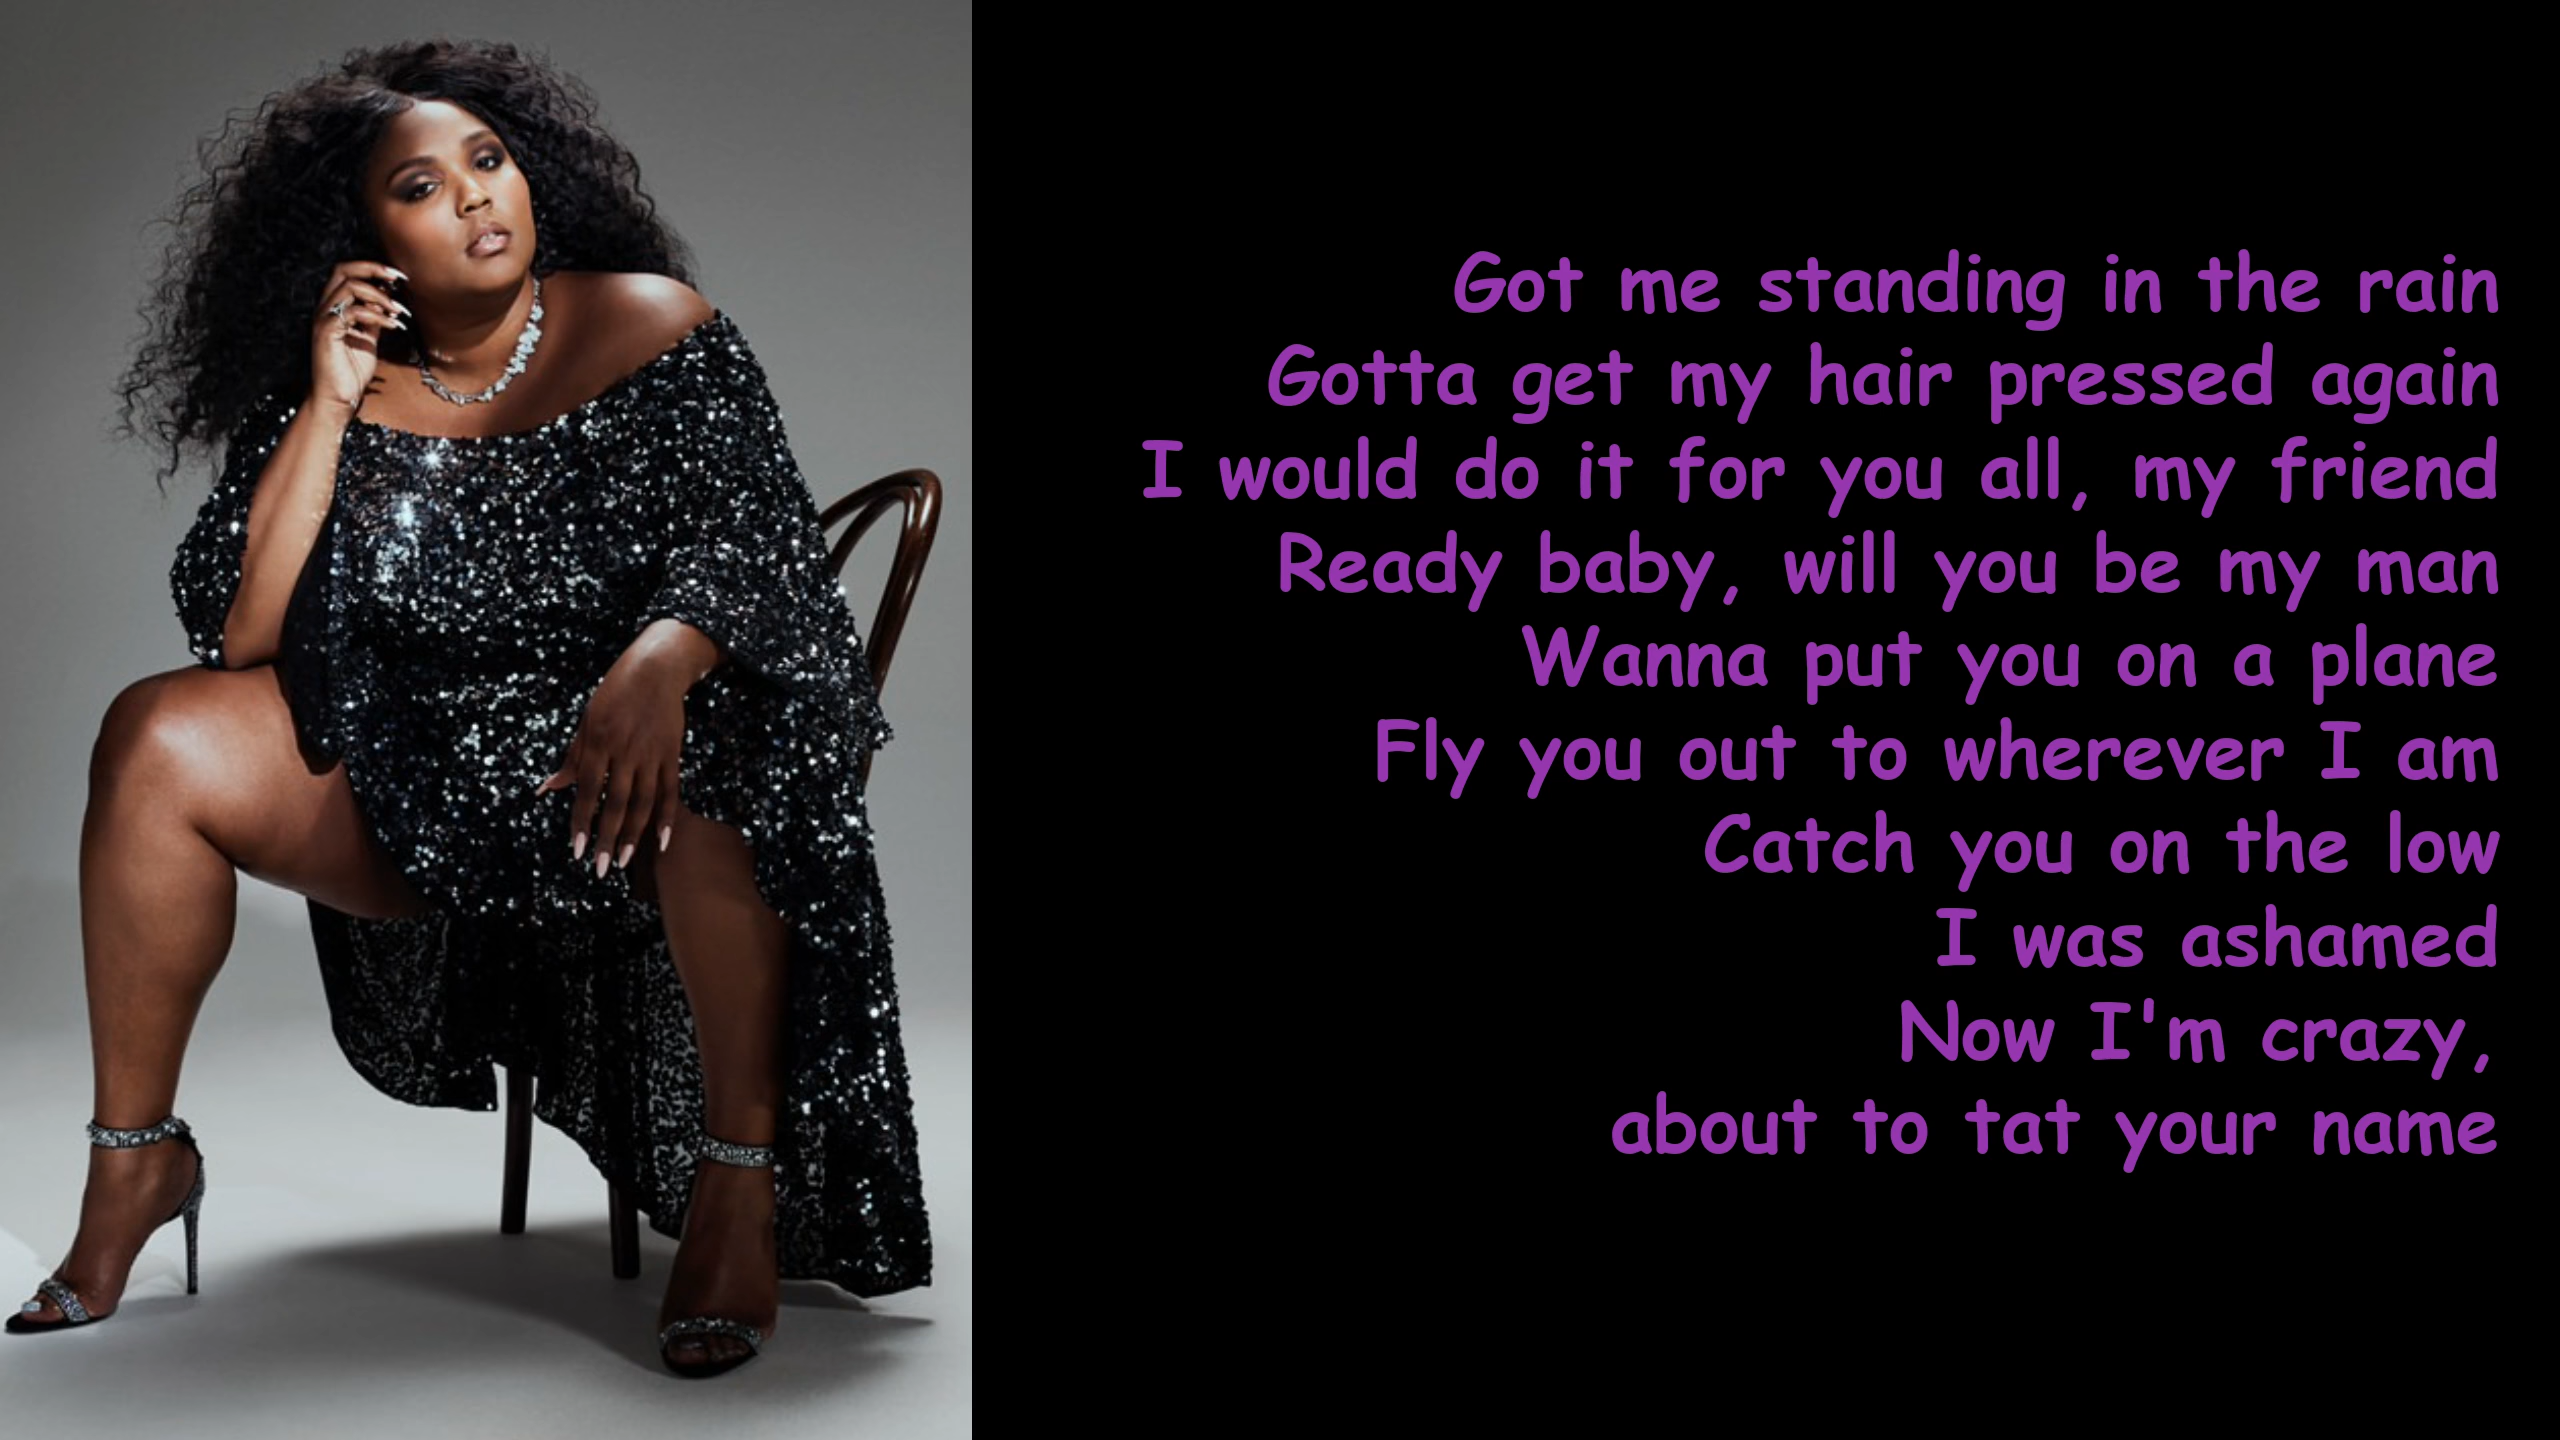 Got me standing in the rain
Gotta get my hair pressed again
I would do it for you all, my friend
Ready baby, will you be my man
Wanna put you on a plane
Fly you out to wherever I am
Catch you on the low
I was ashamed
Now I'm crazy,
about to tat your name